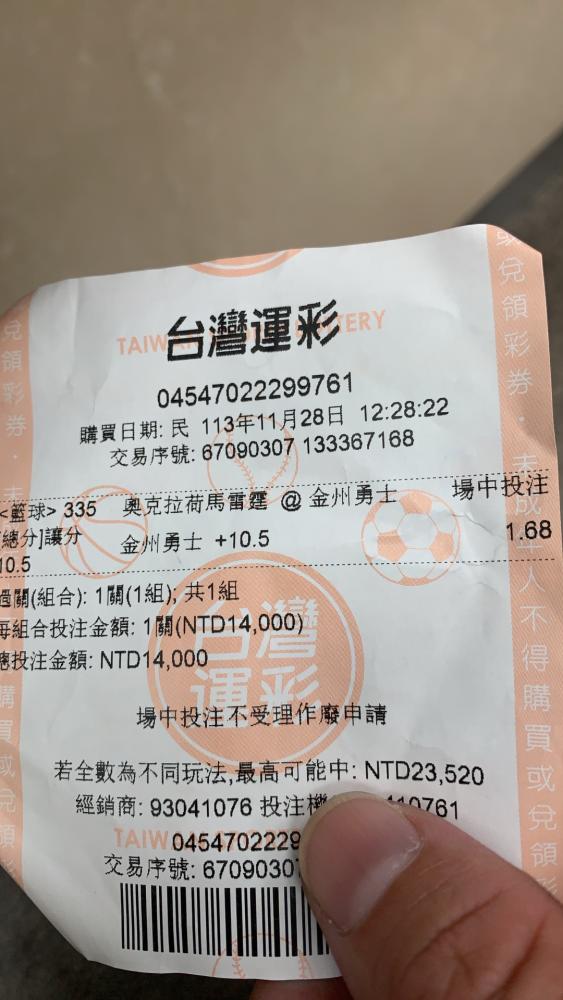 台灣運彩
04547022299761
購買日期: 民 113年11月28日 12:28:22
交易序號: 67090307 133367168
<籃球> 335 奧克拉荷馬雷霆 @ 金州勇士 場中投注
總分]讓分 金州勇士 +10.5 1.68
10.5
過關(組合): 1關(1組); 共1組
每組合投注金額: 1關(NTD14,000)
總投注金額: NTD14,000
台灣
運彩
場中投注不受理作廢申請
若全數為不同玩法,最高可能中: NTD23,520
經銷商: 93041076 投注機
0761
TAIW
0454702229
交易序號: 6709030
兌領彩券・未
購買或兌領
或兌領彩券・未成年人不得購買或兌領彩